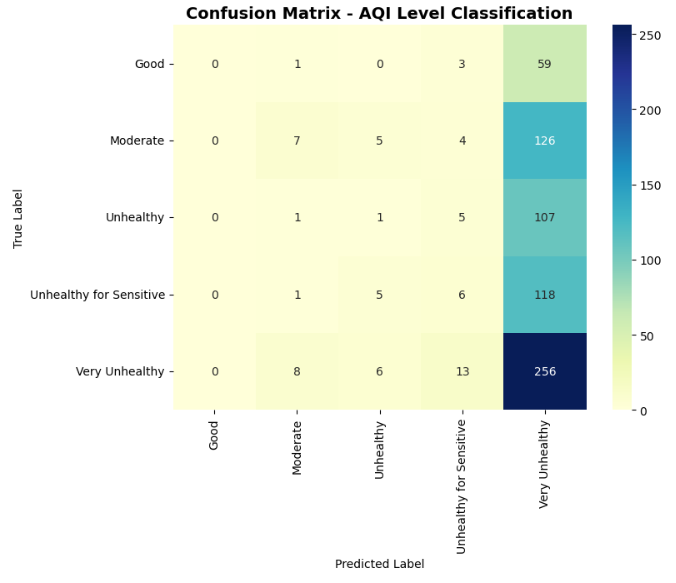 Confusion Matrix - AQI Level Classification
Good 0 1 0 3 59
Moderate 0 7 5 4 126
Unhealthy 0 1 1 5 107
Unhealthy for Sensitive 0 1 5 6 118
Very Unhealthy 0 8 6 13 256
True Label
Good
Moderate
Unhealthy
Unhealthy for Sensitive
Very Unhealthy
Predicted Label
250
200
150
100
50
0